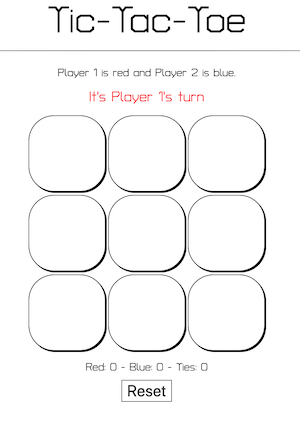 Tic-Tac-Toe
Player 1 is red and Player 2 is blue.
It's Player 1's turn
Red: 0 - Blue: 0 - Ties: 0
Reset